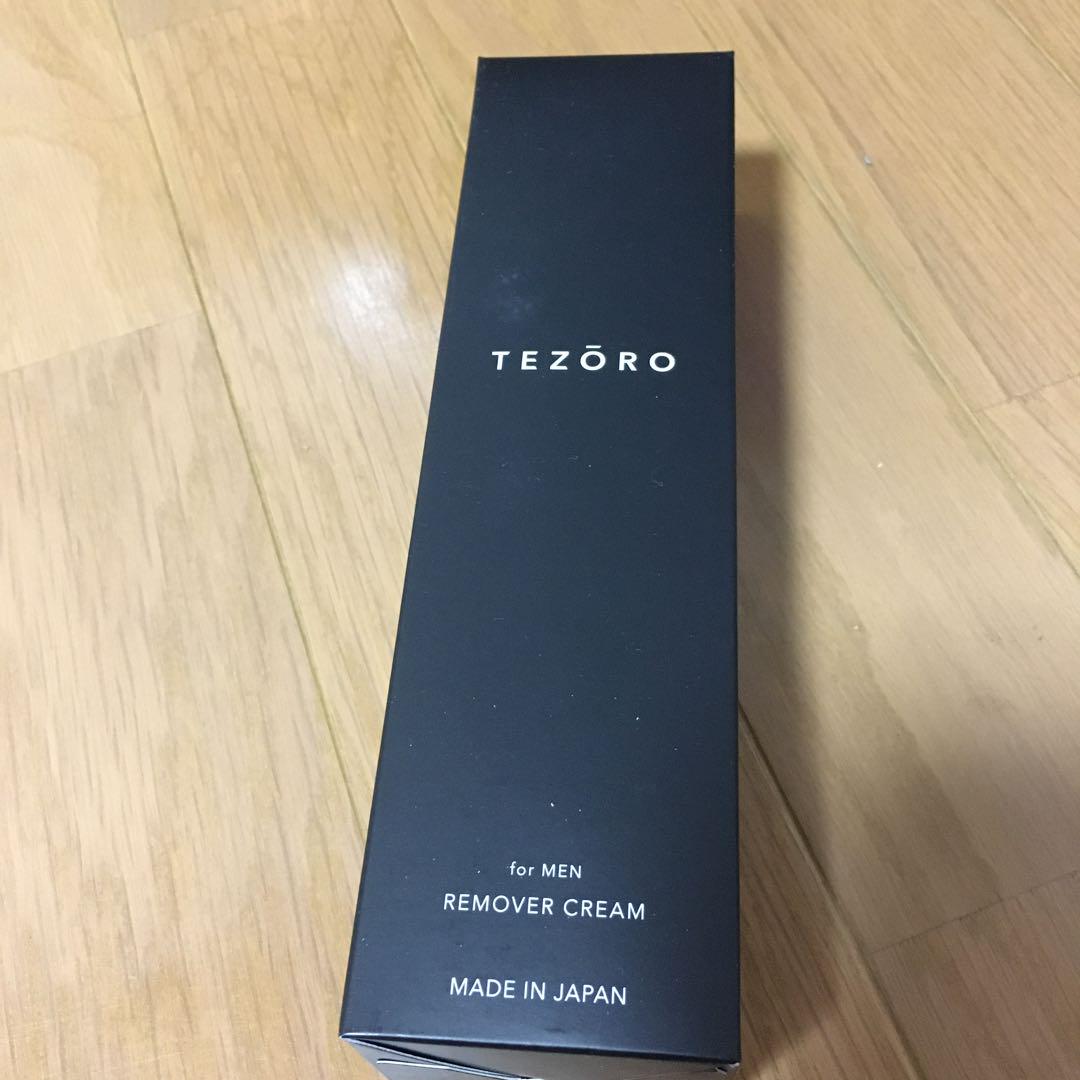 TEZŌRO
for MEN
REMOVER CREAM
MADE IN JAPAN